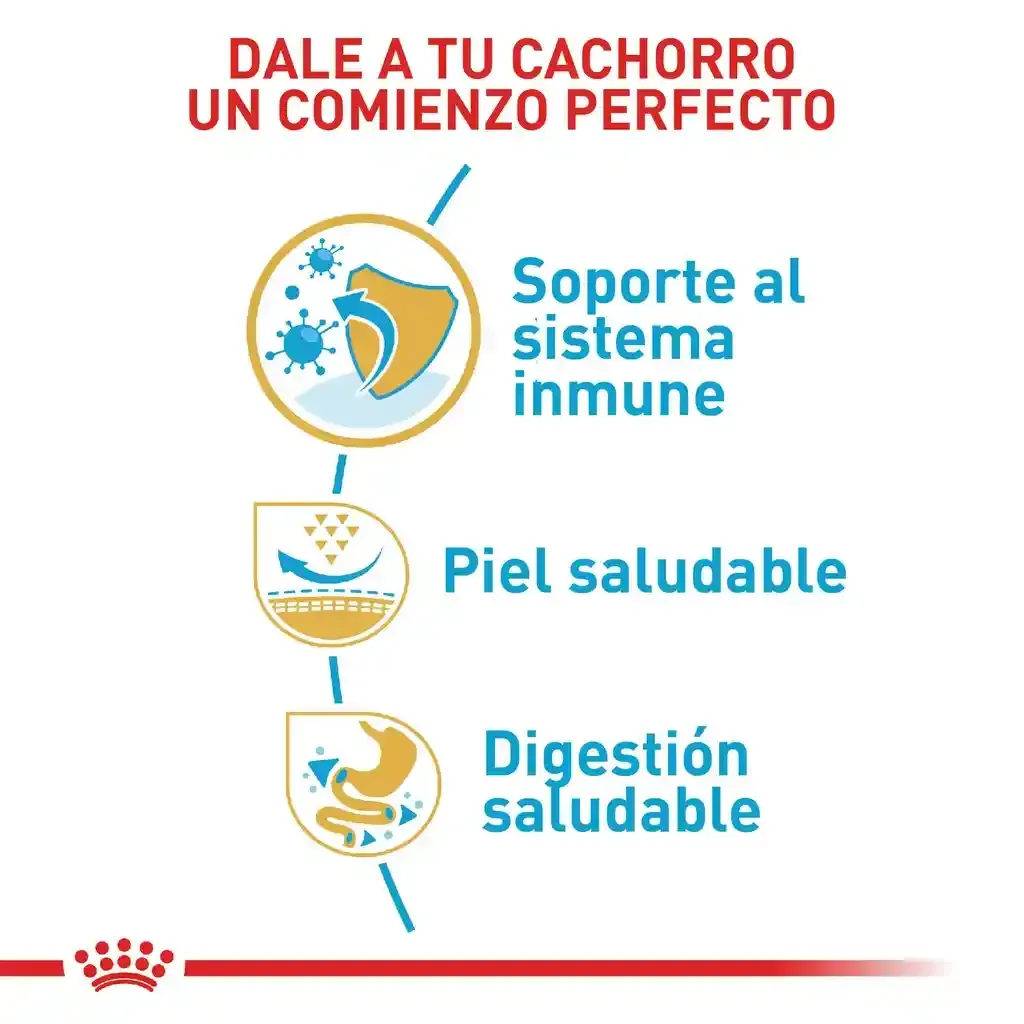 DALE A TU CACHORRO
UN COMIENZO PERFECTO
Soporte al
sistema
inmune
Piel saludable
Digestión
saludable